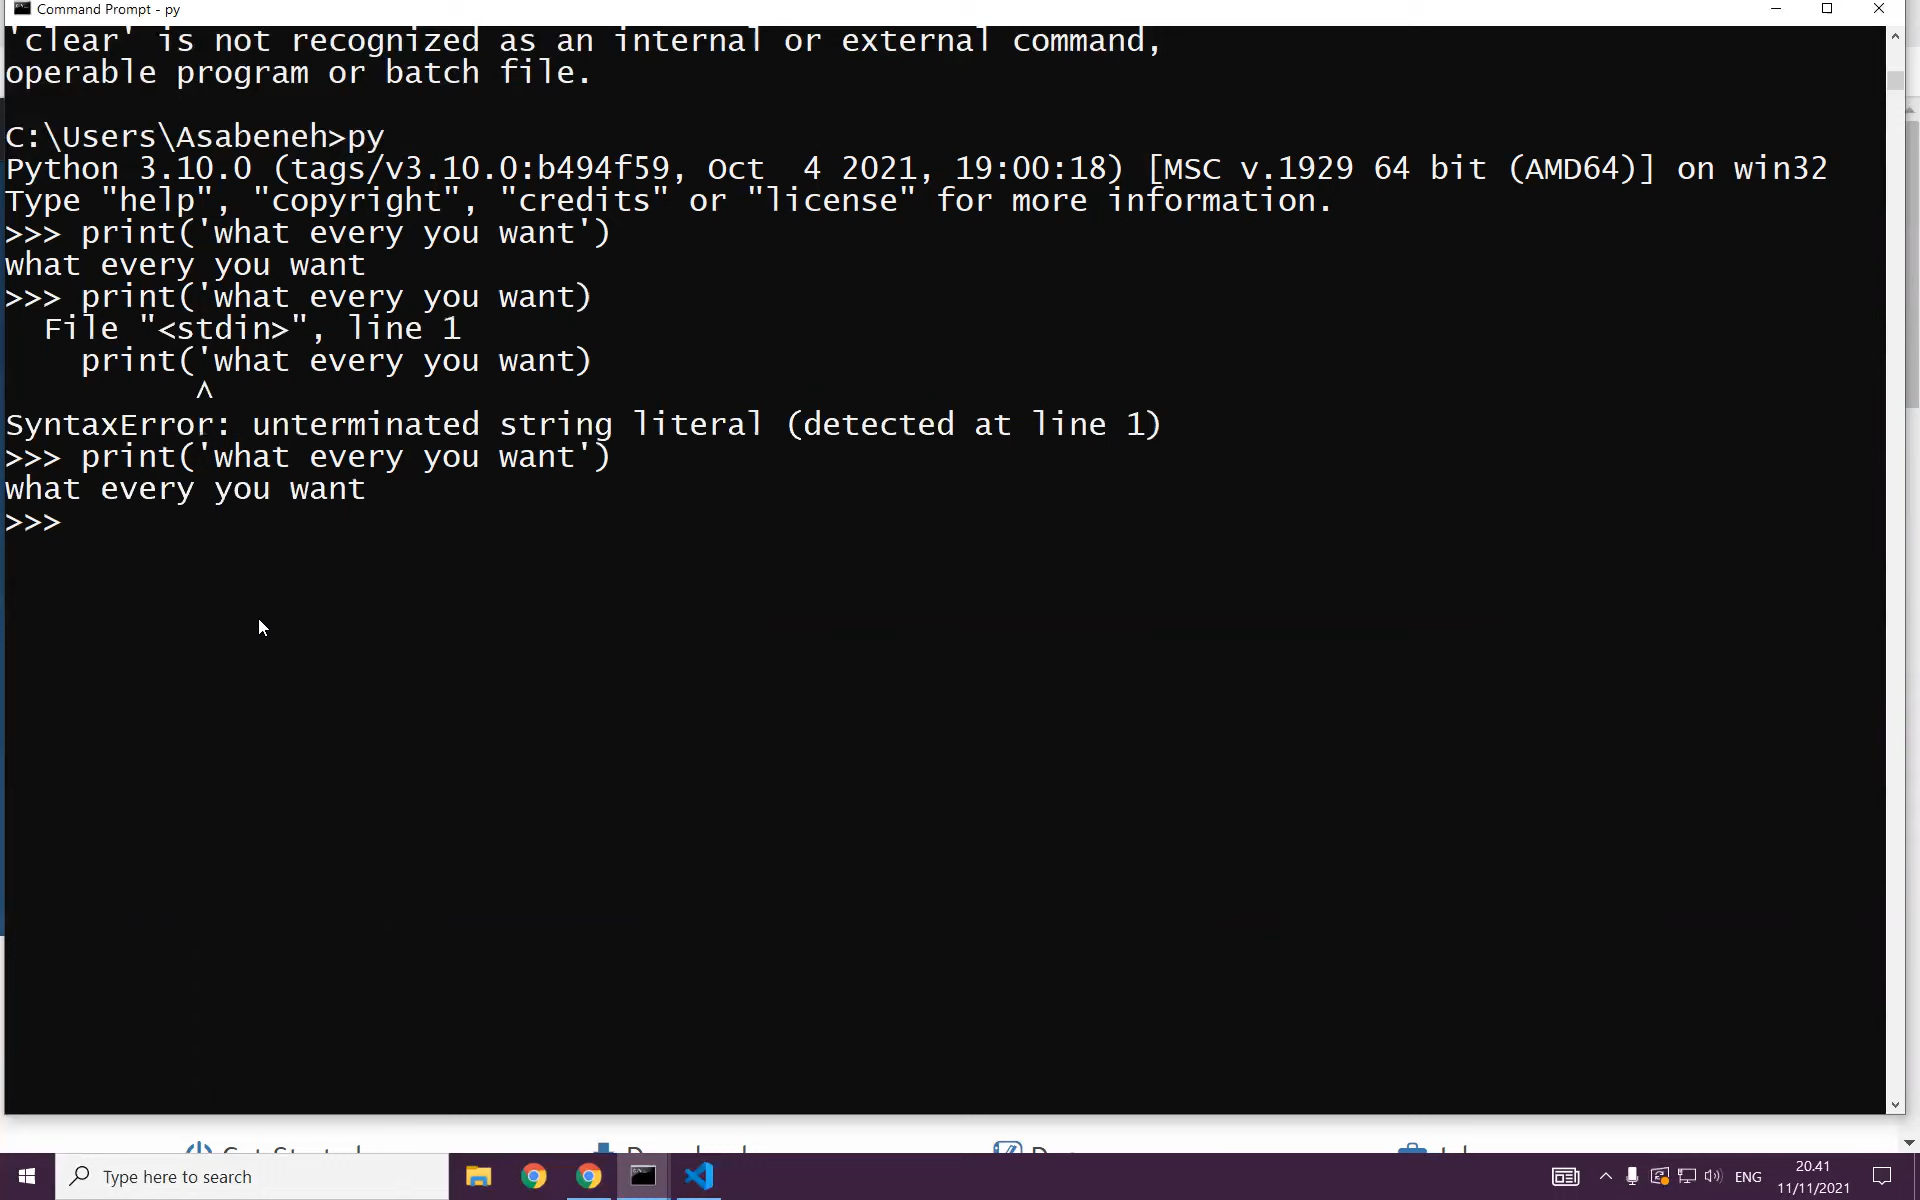 Command Prompt - py
'clear' is not recognized as an internal or external command,
operable program or batch file.
C:\Users\Asabeneh>py
Python 3.10.0 (tags/v3.10.0:b494f59, Oct  4 2021, 19:00:18) [MSC v.1929 64 bit (AMD64)] on win32
Type "help", "copyright", "credits" or "license" for more information.
>>> print('what every you want')
what every you want
>>> print('what every you want)
  File "<stdin>", line 1
    print('what every you want)
          ^
SyntaxError: unterminated string literal (detected at line 1)
>>> print('what every you want')
what every you want
>>>
Get Started
Type here to search
ENG
20.41
11/11/2021